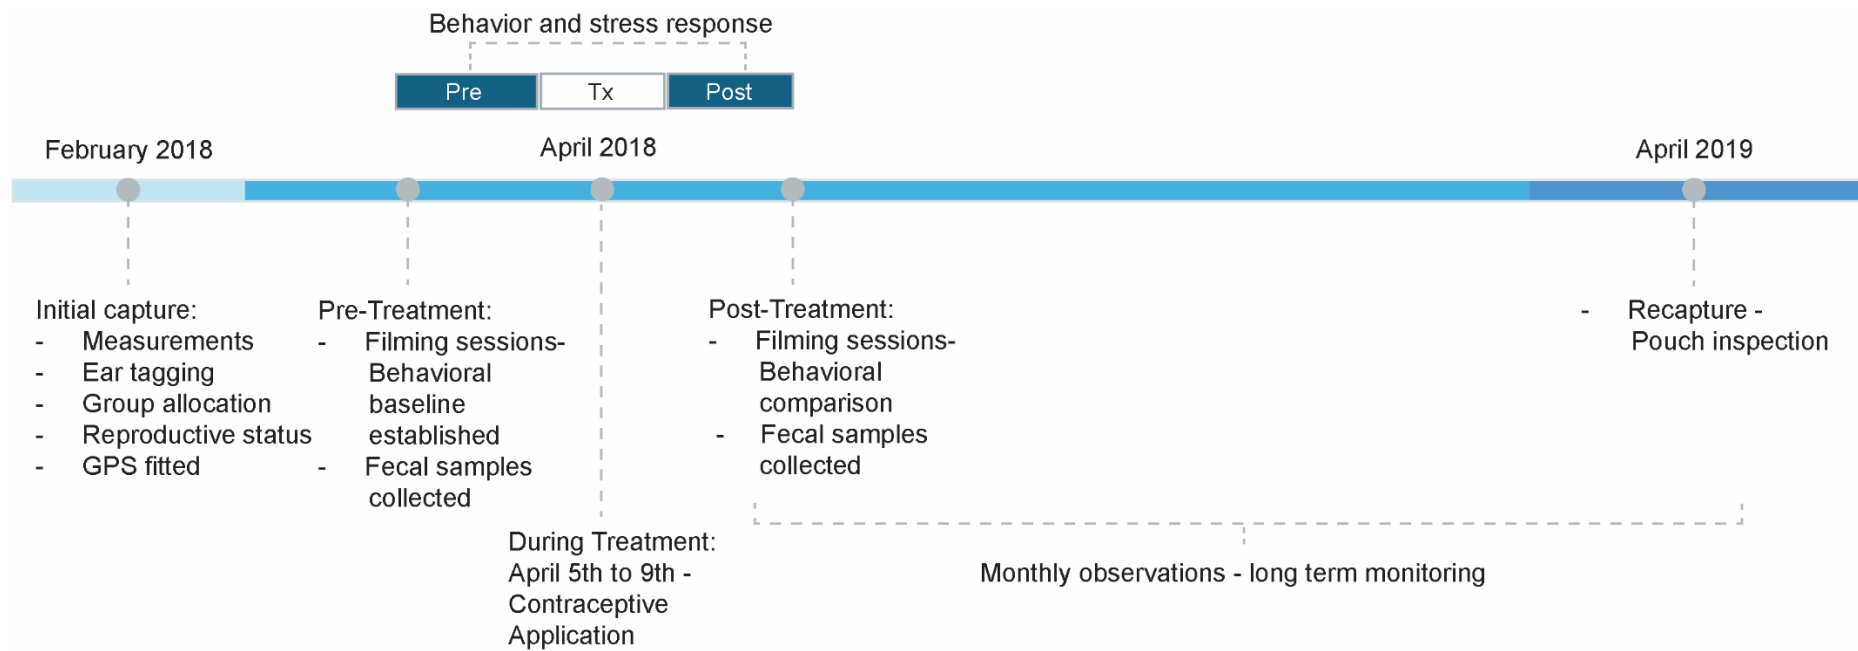 Behavior and stress response
Pre
Tx
Post
February 2018
April 2018
April 2019
Initial capture:
- Measurements
- Ear tagging
- Group allocation
- Reproductive status
- GPS fitted
Pre-Treatment:
- Filming sessions-
Behavioral
baseline
established
- Fecal samples
collected
During Treatment:
April 5th to 9th -
Contraceptive
Application
Post-Treatment:
- Filming sessions-
Behavioral
comparison
- Fecal samples
collected
Monthly observations - long term monitoring
- Recapture -
Pouch inspection